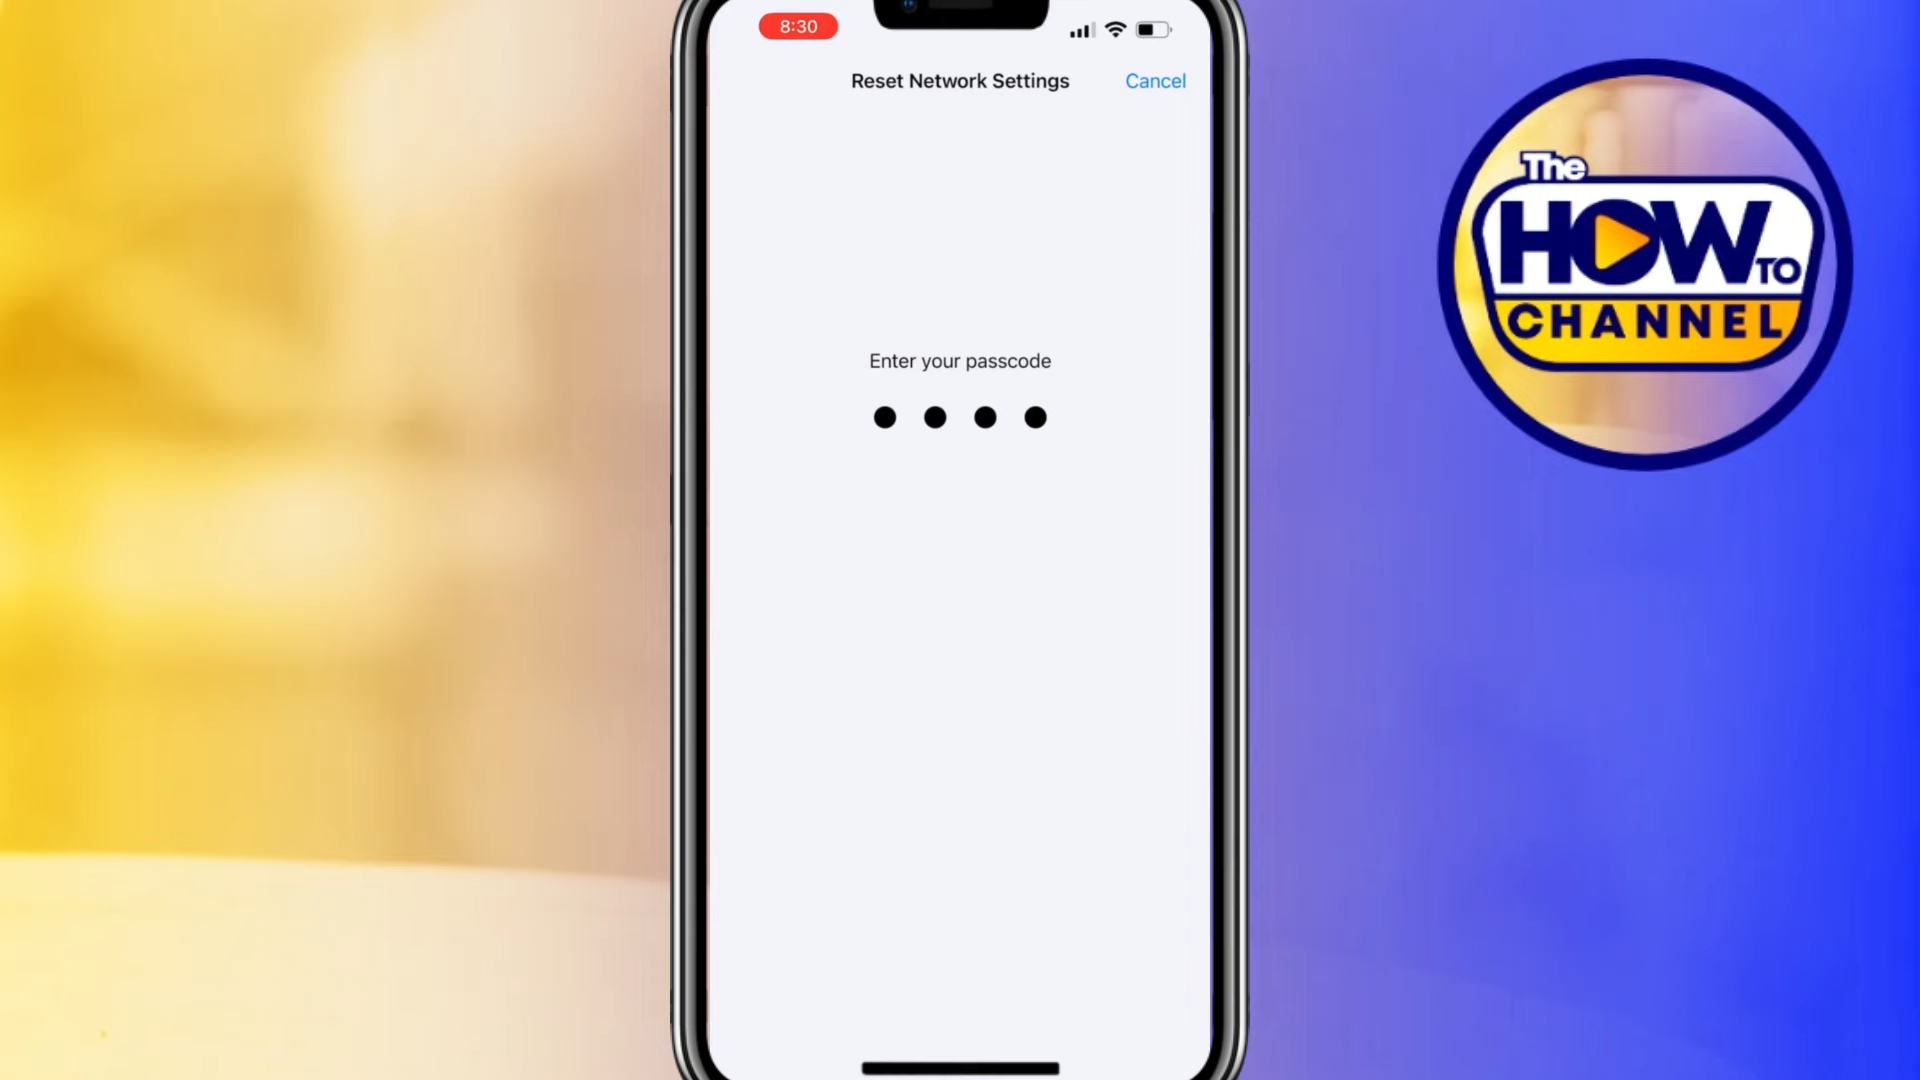 8:30
Reset Network Settings
Cancel
Enter your passcode
The
HOW TO
CHANNEL